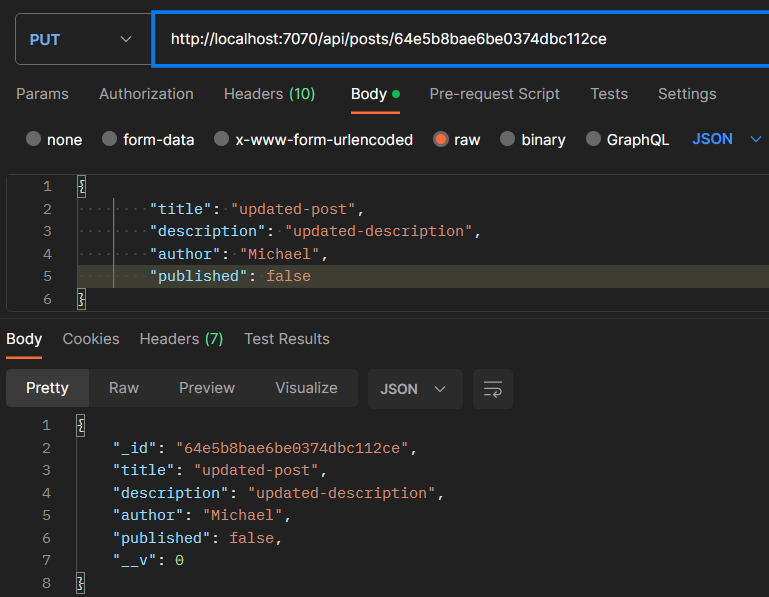 PUT http://localhost:7070/api/posts/64e5b8bae6be0374dbc112ce
Params Authorization Headers (10) Body Pre-request Script Tests Settings
none form-data x-www-form-urlencoded raw binary GraphQL JSON
1 {
2 "title": "updated-post",
3 "description": "updated-description",
4 "author": "Michael",
5 "published": false
6 }
Body Cookies Headers (7) Test Results
Pretty Raw Preview Visualize JSON
1 {
2 "_id": "64e5b8bae6be0374dbc112ce",
3 "title": "updated-post",
4 "description": "updated-description",
5 "author": "Michael",
6 "published": false,
7 "__v": 0
8 }